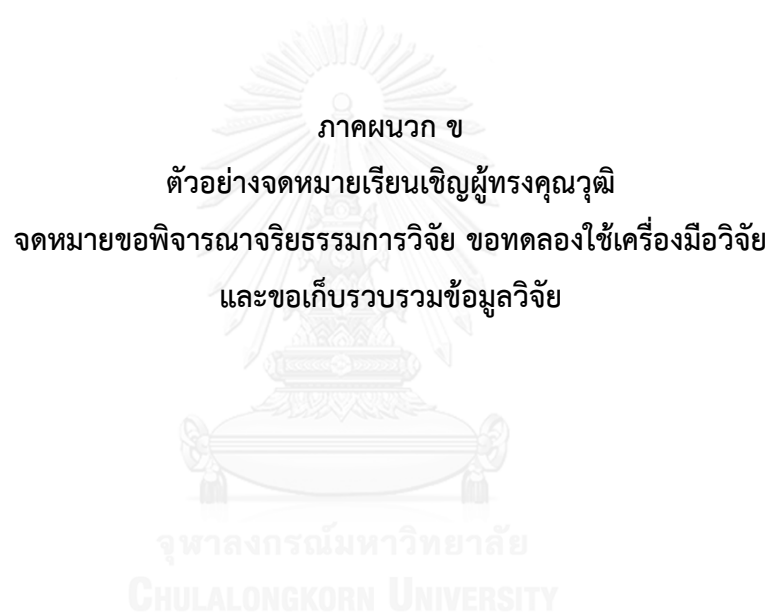 ภาคผนวก ข
ตัวอย่างจดหมายเรียนเชิญผู้ทรงคุณวุฒิ
จดหมายขอพิจารณาจริยธรรมการวิจัย ขอทดลองใช้เครื่องมือวิจัย
และขอเก็บรวบรวมข้อมูลวิจัย
จุฬาลงกรณ์มหาวิทยาลัย
CHULALONGKORN UNIVERSITY